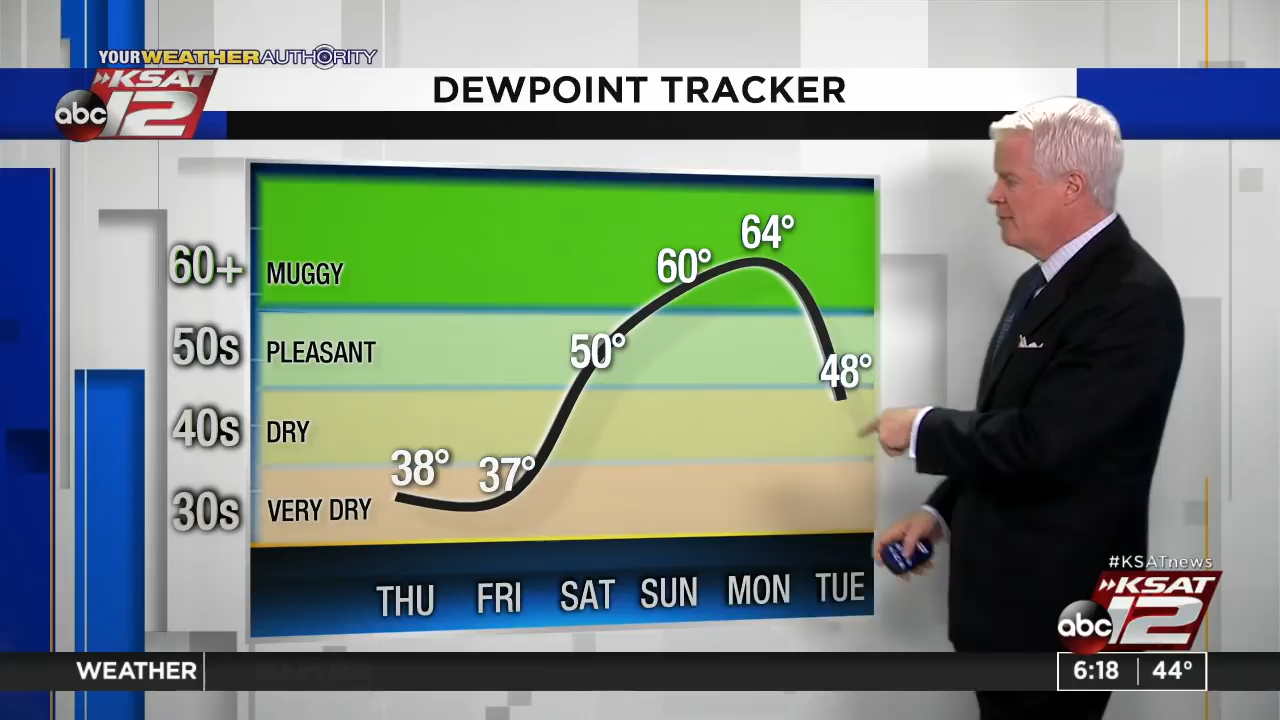 YOURWEATHERAUTHORITY
KSAT
abc 12
DEWPOINT TRACKER
60+ MUGGY
50s PLEASANT
40s DRY
30s VERY DRY
38° 37° 50° 60° 64° 48°
THU FRI SAT SUN MON TUE
#KSATnews
KSAT
abc 12
WEATHER
6:18 44°